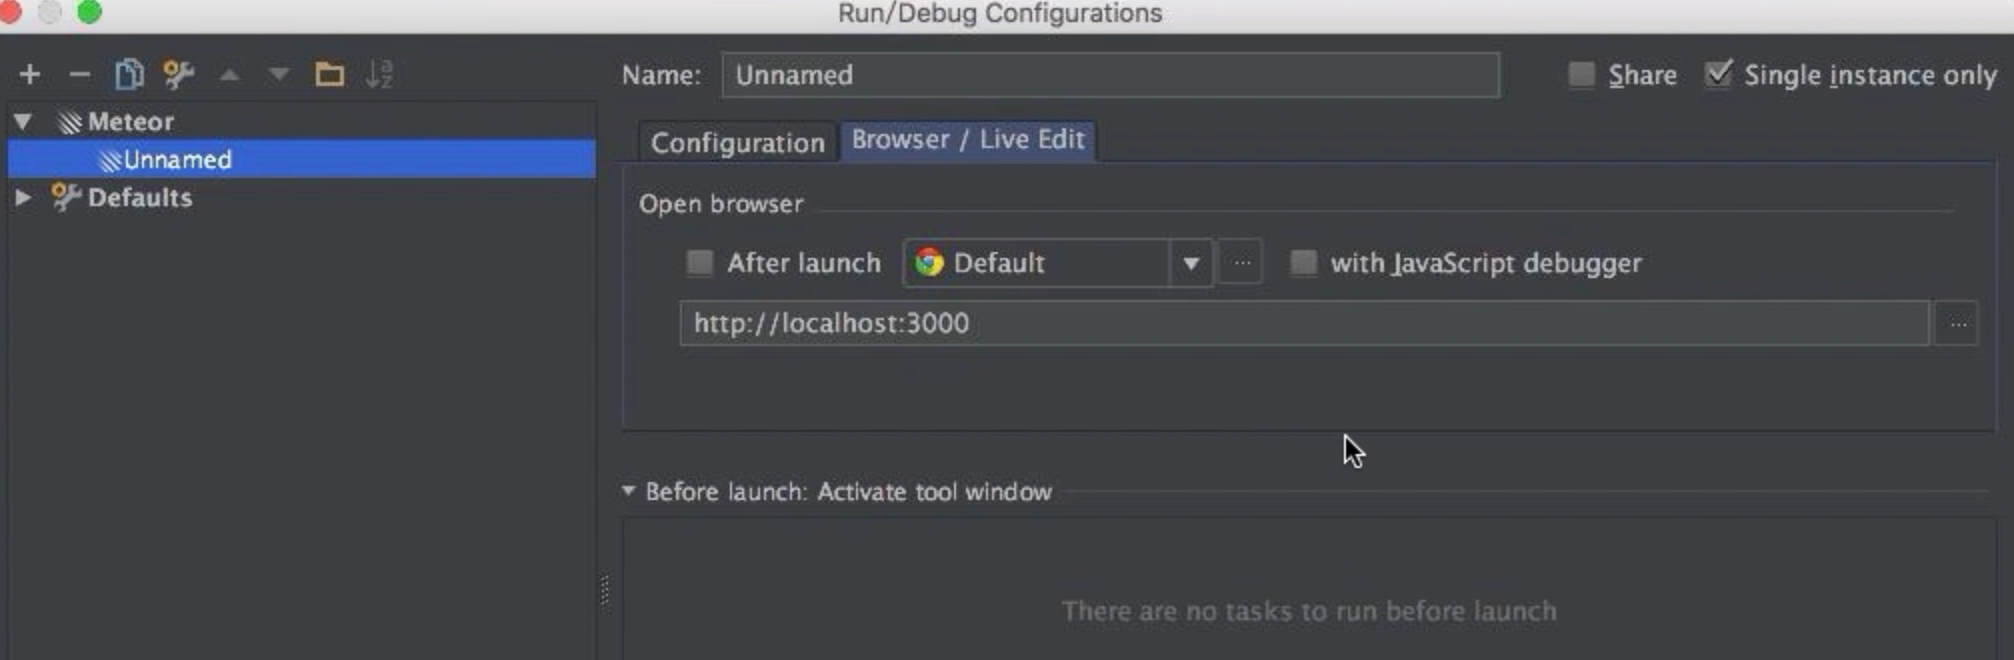 Run/Debug Configurations
Name: Unnamed Share Single instance only
Meteor
Unnamed
Defaults
Configuration Browser / Live Edit
Open browser
After launch Default ... with JavaScript debugger
http://localhost:3000 ...
Before launch: Activate tool window
There are no tasks to run before launch